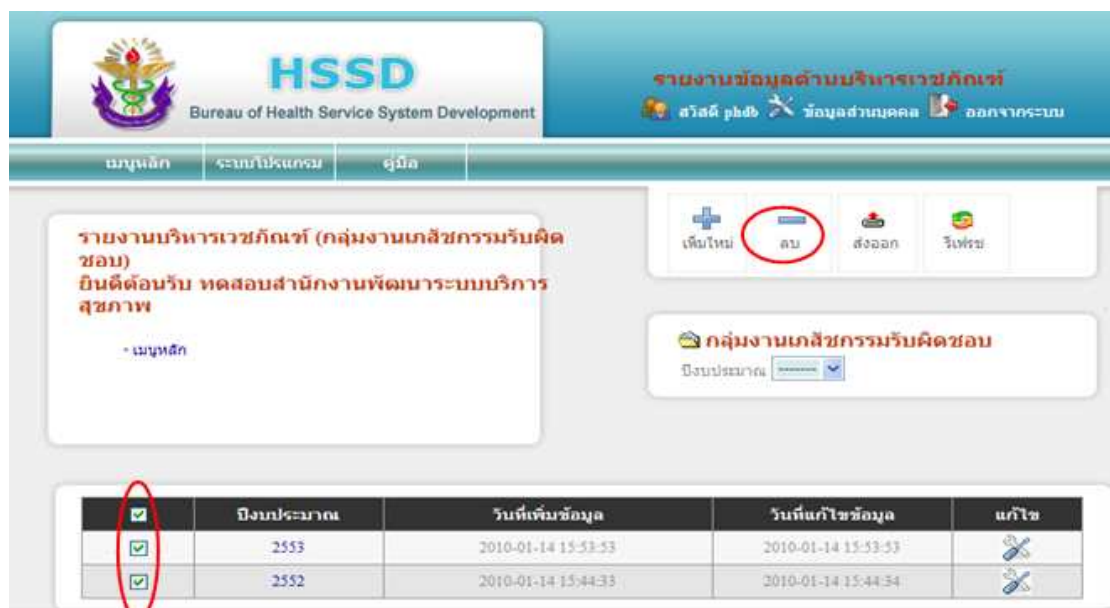 HSSD
Bureau of Health Service System Development
รายงานข้อมูลด้านบริหารเวชภัณฑ์
สวัสดี phdb ข้อมูลส่วนบุคคล ออกจากระบบ
เมนูหลัก ระบบโปรแกรม คู่มือ
เพิ่มใหม่ ลบ ส่งออก รีเฟรช
รายงานบริหารเวชภัณฑ์ (กลุ่มงานเภสัชกรรมรับผิด
ชอบ)
ยินดีต้อนรับ ทดสอบสำนักงานพัฒนาระบบบริการ
สุขภาพ
- เมนูหลัก
กลุ่มงานเภสัชกรรมรับผิดชอบ
ปีงบประมาณ -------
ปีงบประมาณ วันที่เพิ่มข้อมูล วันที่แก้ไขข้อมูล แก้ไข
2553 2010-01-14 15:53:53 2010-01-14 15:53:53
2552 2010-01-14 15:44:33 2010-01-14 15:44:34